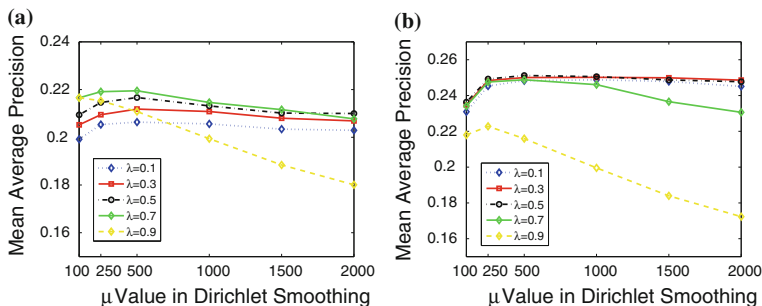 (a)
Mean Average Precision
0.24
0.22
0.2
0.18
0.16
λ=0.1
λ=0.3
λ=0.5
λ=0.7
λ=0.9
100 250 500 1000 1500 2000
μ Value in Dirichlet Smoothing
(b)
Mean Average Precision
0.26
0.24
0.22
0.2
0.18
0.16
λ=0.1
λ=0.3
λ=0.5
λ=0.7
λ=0.9
100 250 500 1000 1500 2000
μ Value in Dirichlet Smoothing